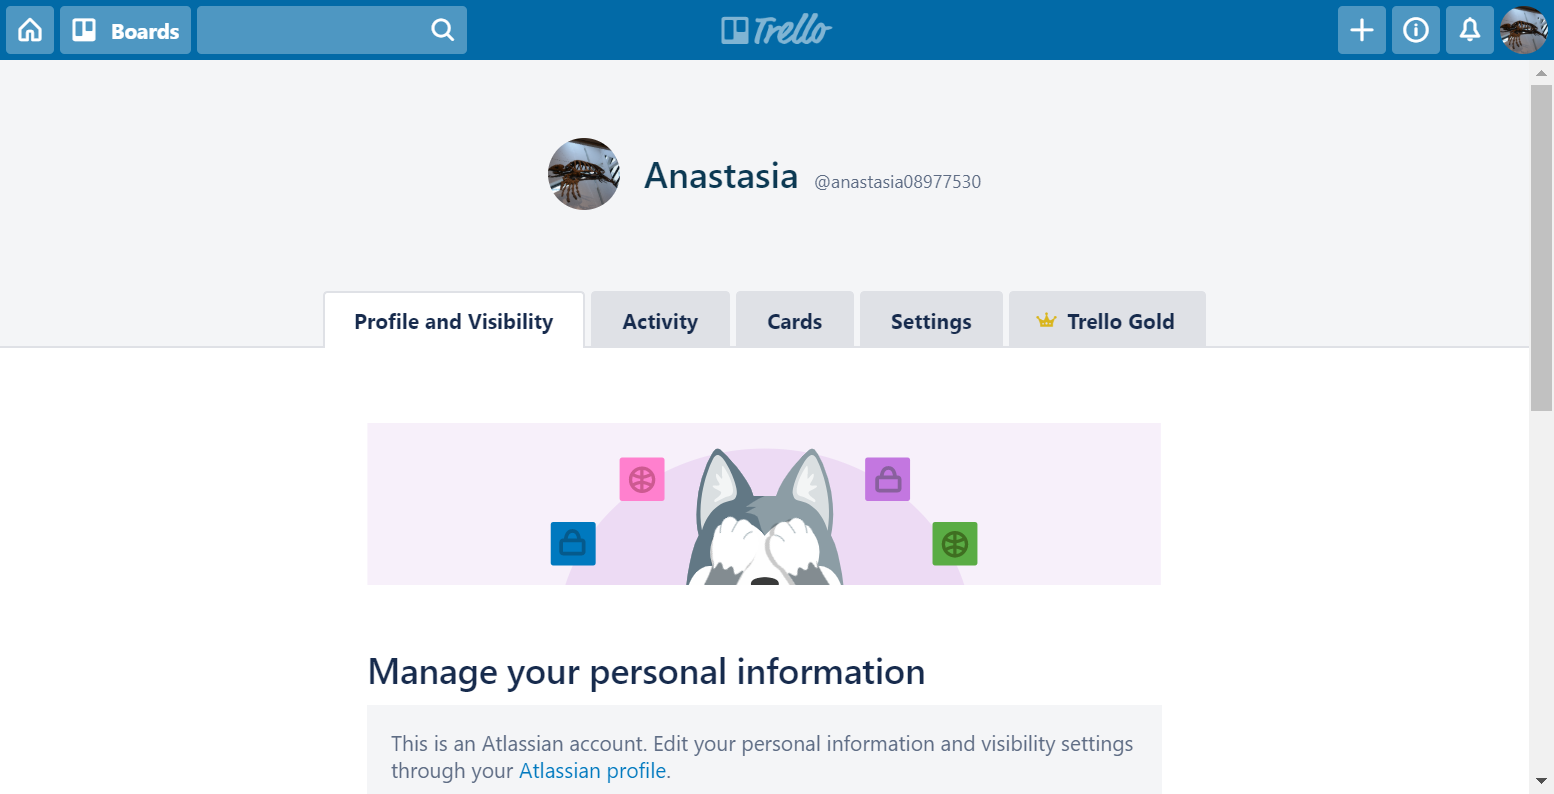 Boards
Trello
Anastasia @anastasia08977530
Profile and Visibility
Activity
Cards
Settings
Trello Gold
Manage your personal information
This is an Atlassian account. Edit your personal information and visibility settings
through your Atlassian profile.